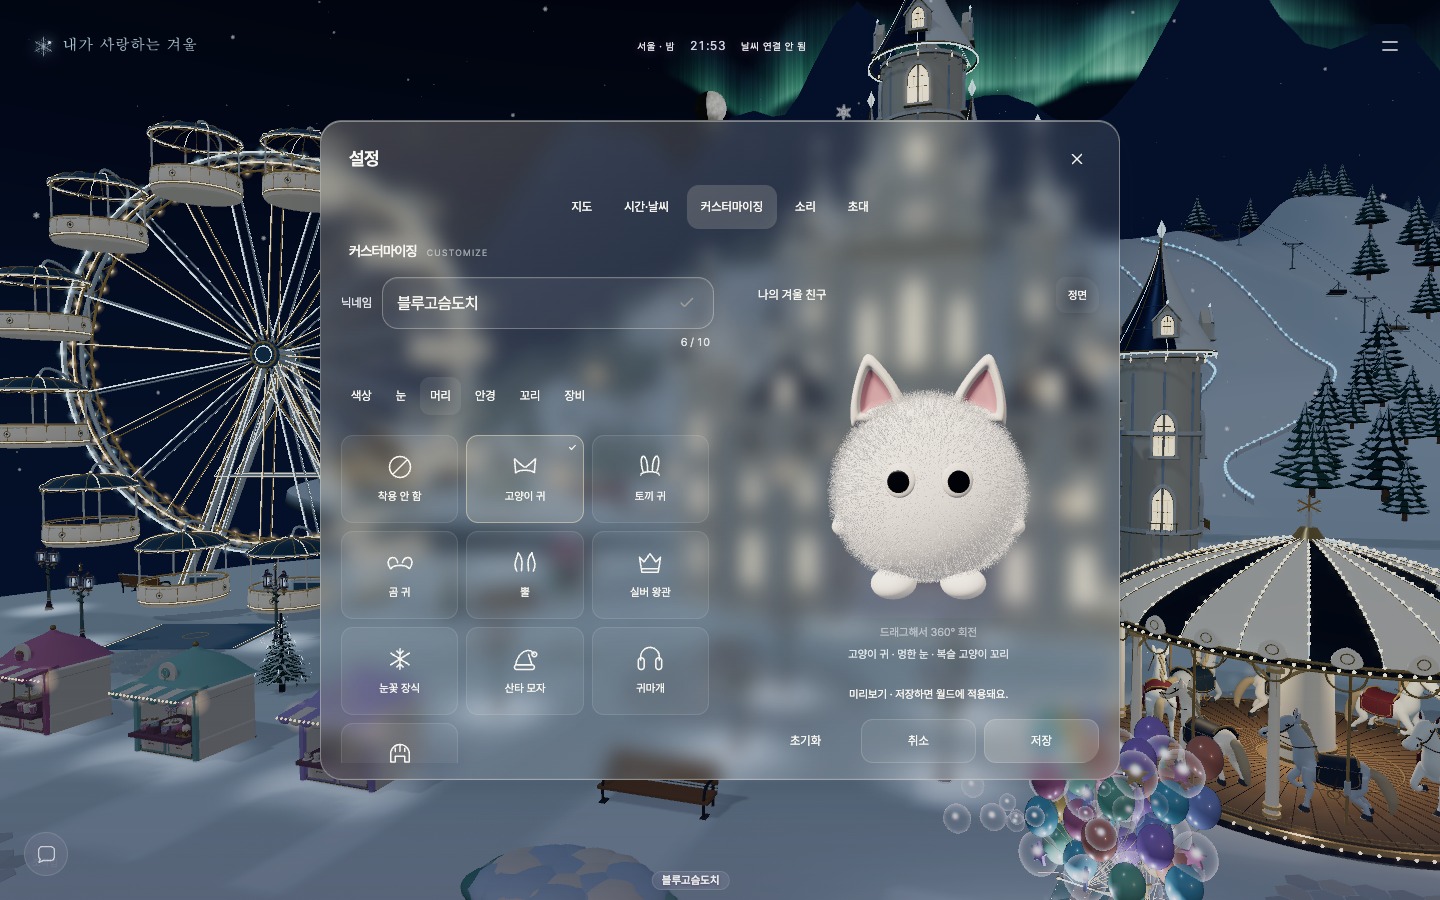 내가 사랑하는 겨울
서울 · 밤 21:53 날씨 연결 안 됨
설정
지도 시간·날씨 커스터마이징 소리 초대
커스터마이징 CUSTOMIZE
닉네임 블루고슴도치
6 / 10
나의 겨울 친구 정면
색상 눈 머리 안경 꼬리 장비
착용 안 함 고양이 귀 토끼 귀
곰 귀 뿔 실버 왕관
눈꽃 장식 산타 모자 귀마개
드래그해서 360° 회전
고양이 귀 · 멍한 눈 · 복슬 고양이 꼬리
미리보기 · 저장하면 월드에 적용돼요.
초기화 취소 저장
블루고슴도치